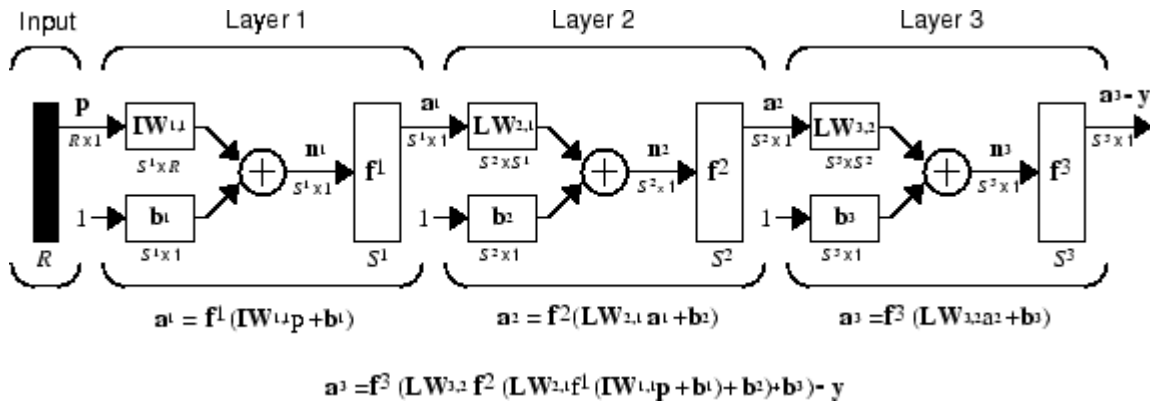 Input Layer 1 Layer 2 Layer 3
p a¹ a² a³- y
IW¹,¹ LW²,¹ LW³,²
R x 1 S¹ x 1 S² x 1 S³ x 1
S¹ x R n¹ f¹ S² x S¹ n² f² S³ x S² n³ f³
S¹ x 1 S² x 1 S³ x 1
1 b¹ 1 b² 1 b³
R S¹ x 1 S¹ S² x 1 S² S³ x 1 S³
a¹ = f¹ (IW¹,¹p +b¹) a² = f² (LW²,¹ a¹ +b²) a³ =f³ (LW³,²a² +b³)
a³ =f³ (LW³,² f² (LW²,¹f¹ (IW¹,¹p + b¹)+ b²)+b³)- y